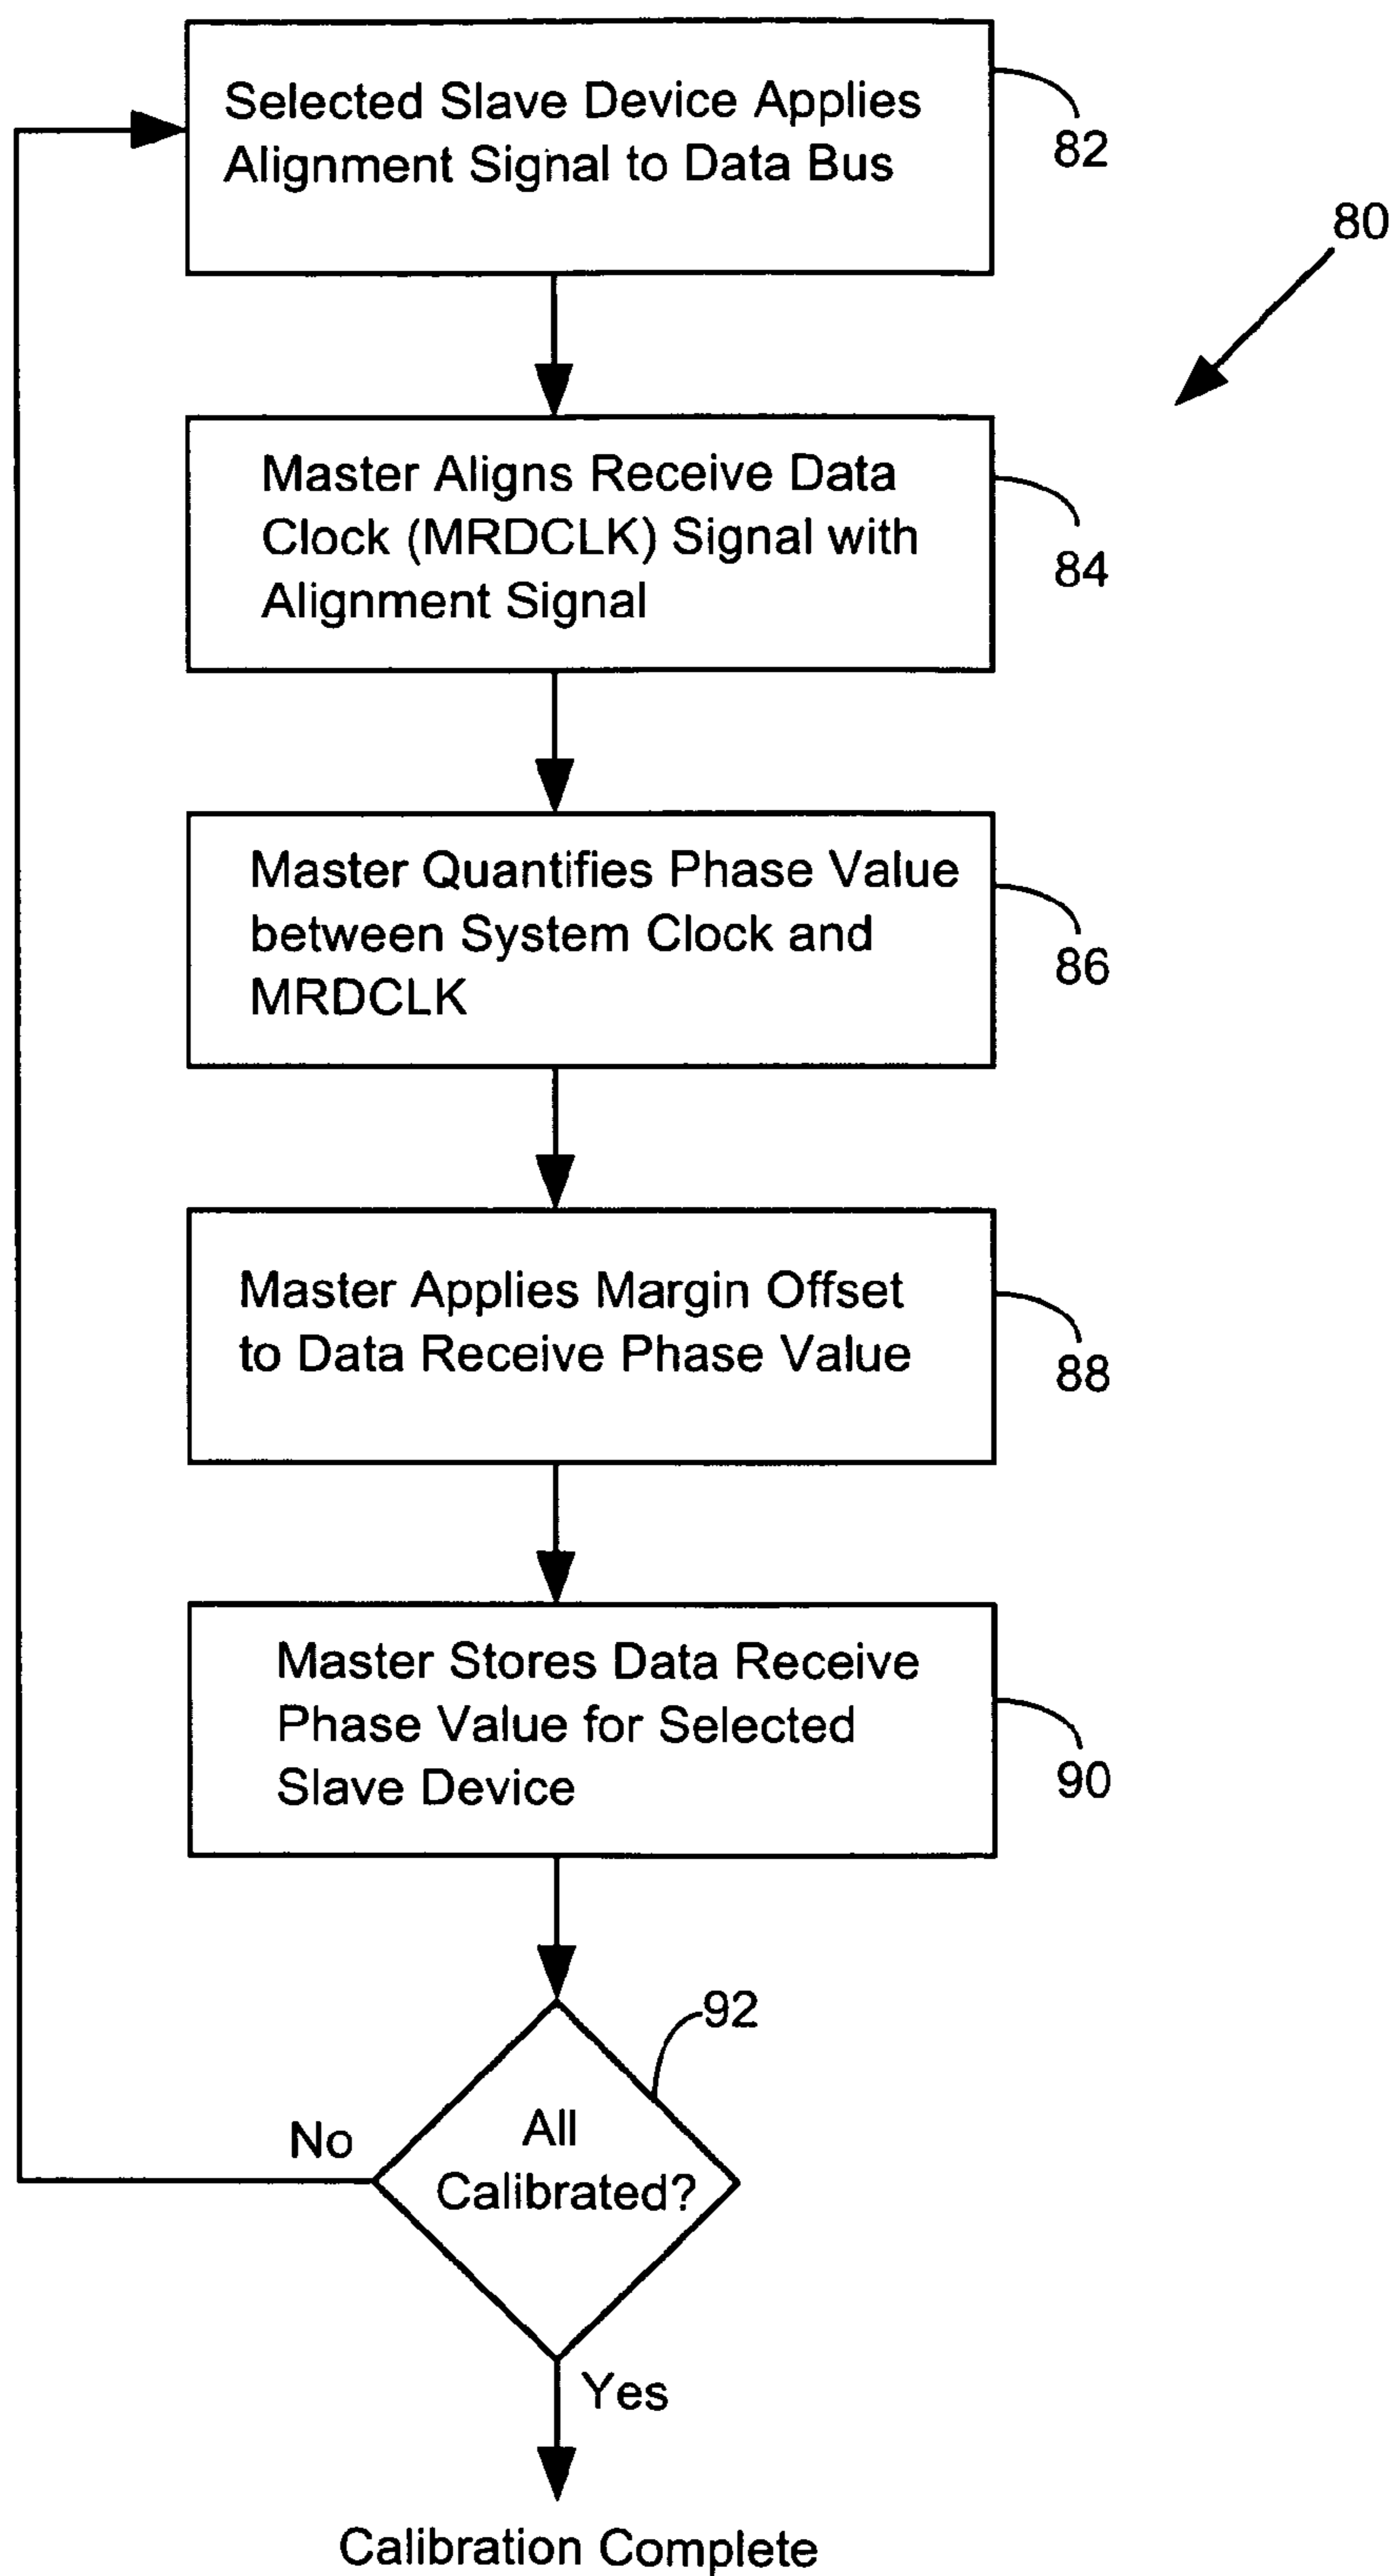 Selected Slave Device Applies
Alignment Signal to Data Bus
82
80
Master Aligns Receive Data
Clock (MRDCLK) Signal with
Alignment Signal
84
Master Quantifies Phase Value
between System Clock and
MRDCLK
86
Master Applies Margin Offset
to Data Receive Phase Value
88
Master Stores Data Receive
Phase Value for Selected
Slave Device
90
92
All
Calibrated?
No
Yes
Calibration Complete